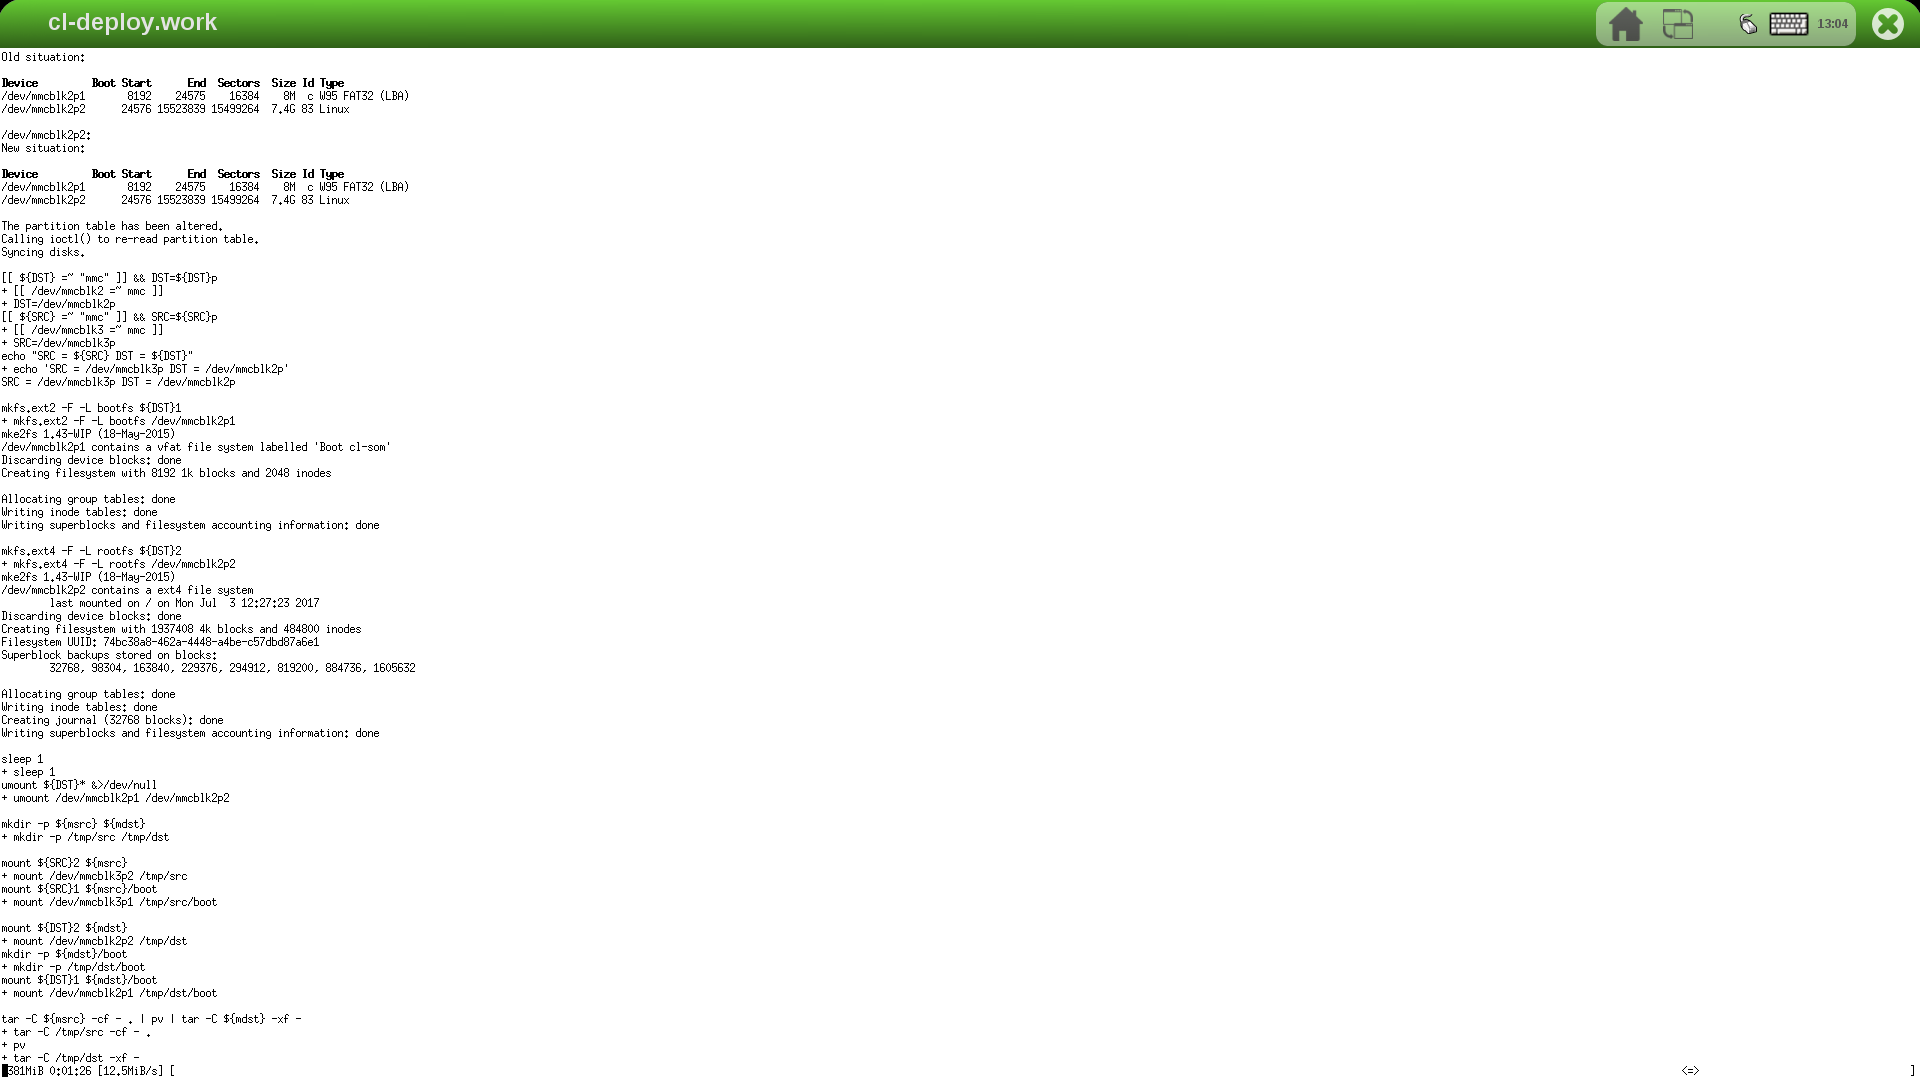 cl-deploy.work
13:04
Old situation:
Device Boot Start End Sectors Size Id Type
/dev/mmcblk2p1 8192 24575 16384 8M c W95 FAT32 (LBA)
/dev/mmcblk2p2 24576 15523839 15499264 7.4G 83 Linux
/dev/mmcblk2p2:
New situation:
Device Boot Start End Sectors Size Id Type
/dev/mmcblk2p1 8192 24575 16384 8M c W95 FAT32 (LBA)
/dev/mmcblk2p2 24576 15523839 15499264 7.4G 83 Linux
The partition table has been altered.
Calling ioctl() to re-read partition table.
Syncing disks.
[[ ${DST} =~ "mmc" ]] && DST=${DST}p
+ [[ /dev/mmcblk2 =~ mmc ]]
+ DST=/dev/mmcblk2p
[[ ${SRC} =~ "mmc" ]] && SRC=${SRC}p
+ [[ /dev/mmcblk3 =~ mmc ]]
+ SRC=/dev/mmcblk3p
echo "SRC = ${SRC} DST = ${DST}"
+ echo 'SRC = /dev/mmcblk3p DST = /dev/mmcblk2p'
SRC = /dev/mmcblk3p DST = /dev/mmcblk2p
mkfs.ext2 -F -L bootfs ${DST}1
+ mkfs.ext2 -F -L bootfs /dev/mmcblk2p1
mke2fs 1.43-WIP (18-May-2015)
/dev/mmcblk2p1 contains a vfat file system labelled 'Boot cl-som'
Discarding device blocks: done
Creating filesystem with 8192 1k blocks and 2048 inodes
Allocating group tables: done
Writing inode tables: done
Writing superblocks and filesystem accounting information: done
mkfs.ext4 -F -L rootfs ${DST}2
+ mkfs.ext4 -F -L rootfs /dev/mmcblk2p2
mke2fs 1.43-WIP (18-May-2015)
/dev/mmcblk2p2 contains a ext4 file system
last mounted on / on Mon Jul 3 12:27:23 2017
Discarding device blocks: done
Creating filesystem with 1937408 4k blocks and 484800 inodes
Filesystem UUID: 74bc38a8-462a-4448-a4be-c57dbd87a6e1
Superblock backups stored on blocks:
32768, 98304, 163840, 229376, 294912, 819200, 884736, 1605632
Allocating group tables: done
Writing inode tables: done
Creating journal (32768 blocks): done
Writing superblocks and filesystem accounting information: done
sleep 1
+ sleep 1
umount ${DST}* &>/dev/null
+ umount /dev/mmcblk2p1 /dev/mmcblk2p2
mkdir -p ${msrc} ${mdst}
+ mkdir -p /tmp/src /tmp/dst
mount ${SRC}2 ${msrc}
+ mount /dev/mmcblk3p2 /tmp/src
mount ${SRC}1 ${msrc}/boot
+ mount /dev/mmcblk3p1 /tmp/src/boot
mount ${DST}2 ${mdst}
+ mount /dev/mmcblk2p2 /tmp/dst
mkdir -p ${mdst}/boot
+ mkdir -p /tmp/dst/boot
mount ${DST}1 ${mdst}/boot
+ mount /dev/mmcblk2p1 /tmp/dst/boot
tar -C ${msrc} -cf - . | pv | tar -C ${mdst} -xf -
+ tar -C /tmp/src -cf - .
+ pv
+ tar -C /tmp/dst -xf -
381MiB 0:01:26 [12.5MiB/s] [ <=> ]